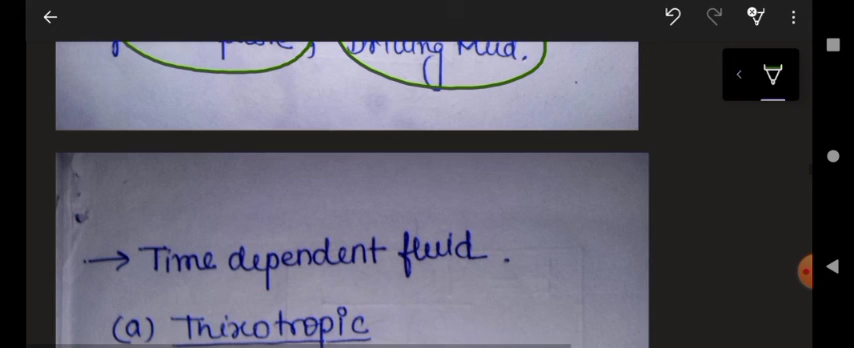 Drilling Mud.
→ Time dependent fluid.
(a) Thixotropic